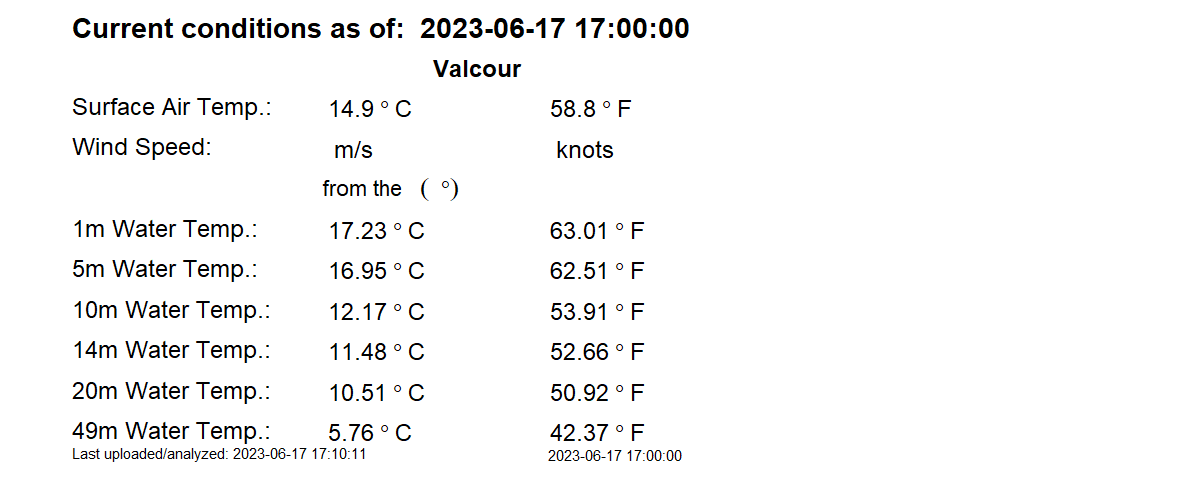 Current conditions as of: 2023-06-17 17:00:00
Valcour
Surface Air Temp.: 14.9 ° C 58.8 ° F
Wind Speed: m/s knots
from the ( °)
1m Water Temp.: 17.23 ° C 63.01 ° F
5m Water Temp.: 16.95 ° C 62.51 ° F
10m Water Temp.: 12.17 ° C 53.91 ° F
14m Water Temp.: 11.48 ° C 52.66 ° F
20m Water Temp.: 10.51 ° C 50.92 ° F
49m Water Temp.: 5.76 ° C 42.37 ° F
Last uploaded/analyzed: 2023-06-17 17:10:11 2023-06-17 17:00:00